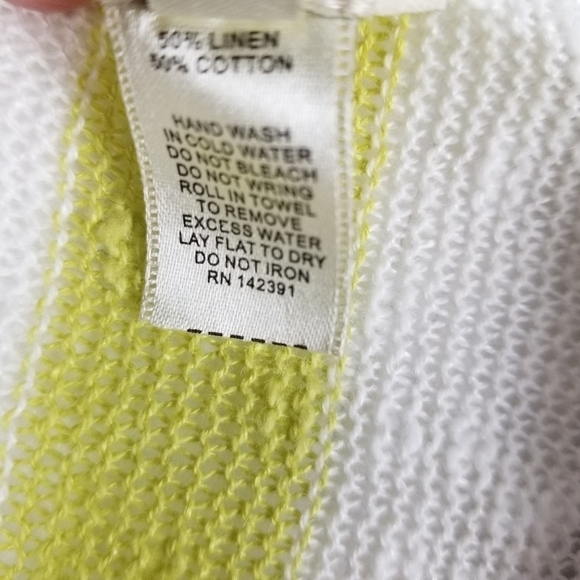 50% LINEN
50% COTTON
HAND WASH
IN COLD WATER
DO NOT BLEACH
DO NOT WRING
ROLL IN TOWEL
TO REMOVE
EXCESS WATER
LAY FLAT TO DRY
DO NOT IRON
RN 142391